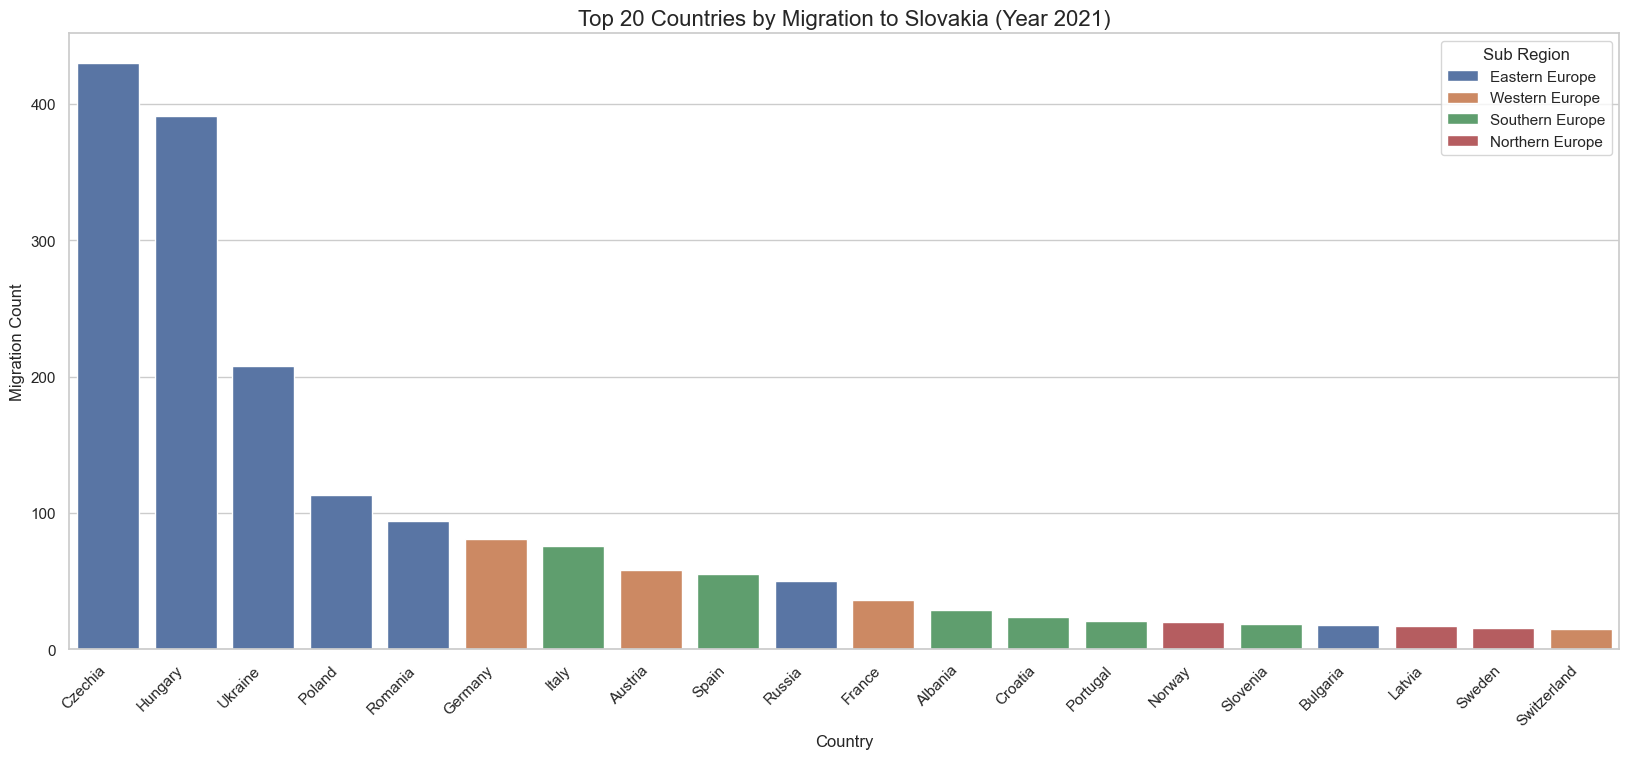 Top 20 Countries by Migration to Slovakia (Year 2021)
Sub Region
Eastern Europe
Western Europe
Southern Europe
Northern Europe
Migration Count
400
300
200
100
0
Czechia
Hungary
Ukraine
Poland
Romania
Germany
Italy
Austria
Spain
Russia
France
Albania
Croatia
Portugal
Norway
Slovenia
Bulgaria
Latvia
Sweden
Switzerland
Country